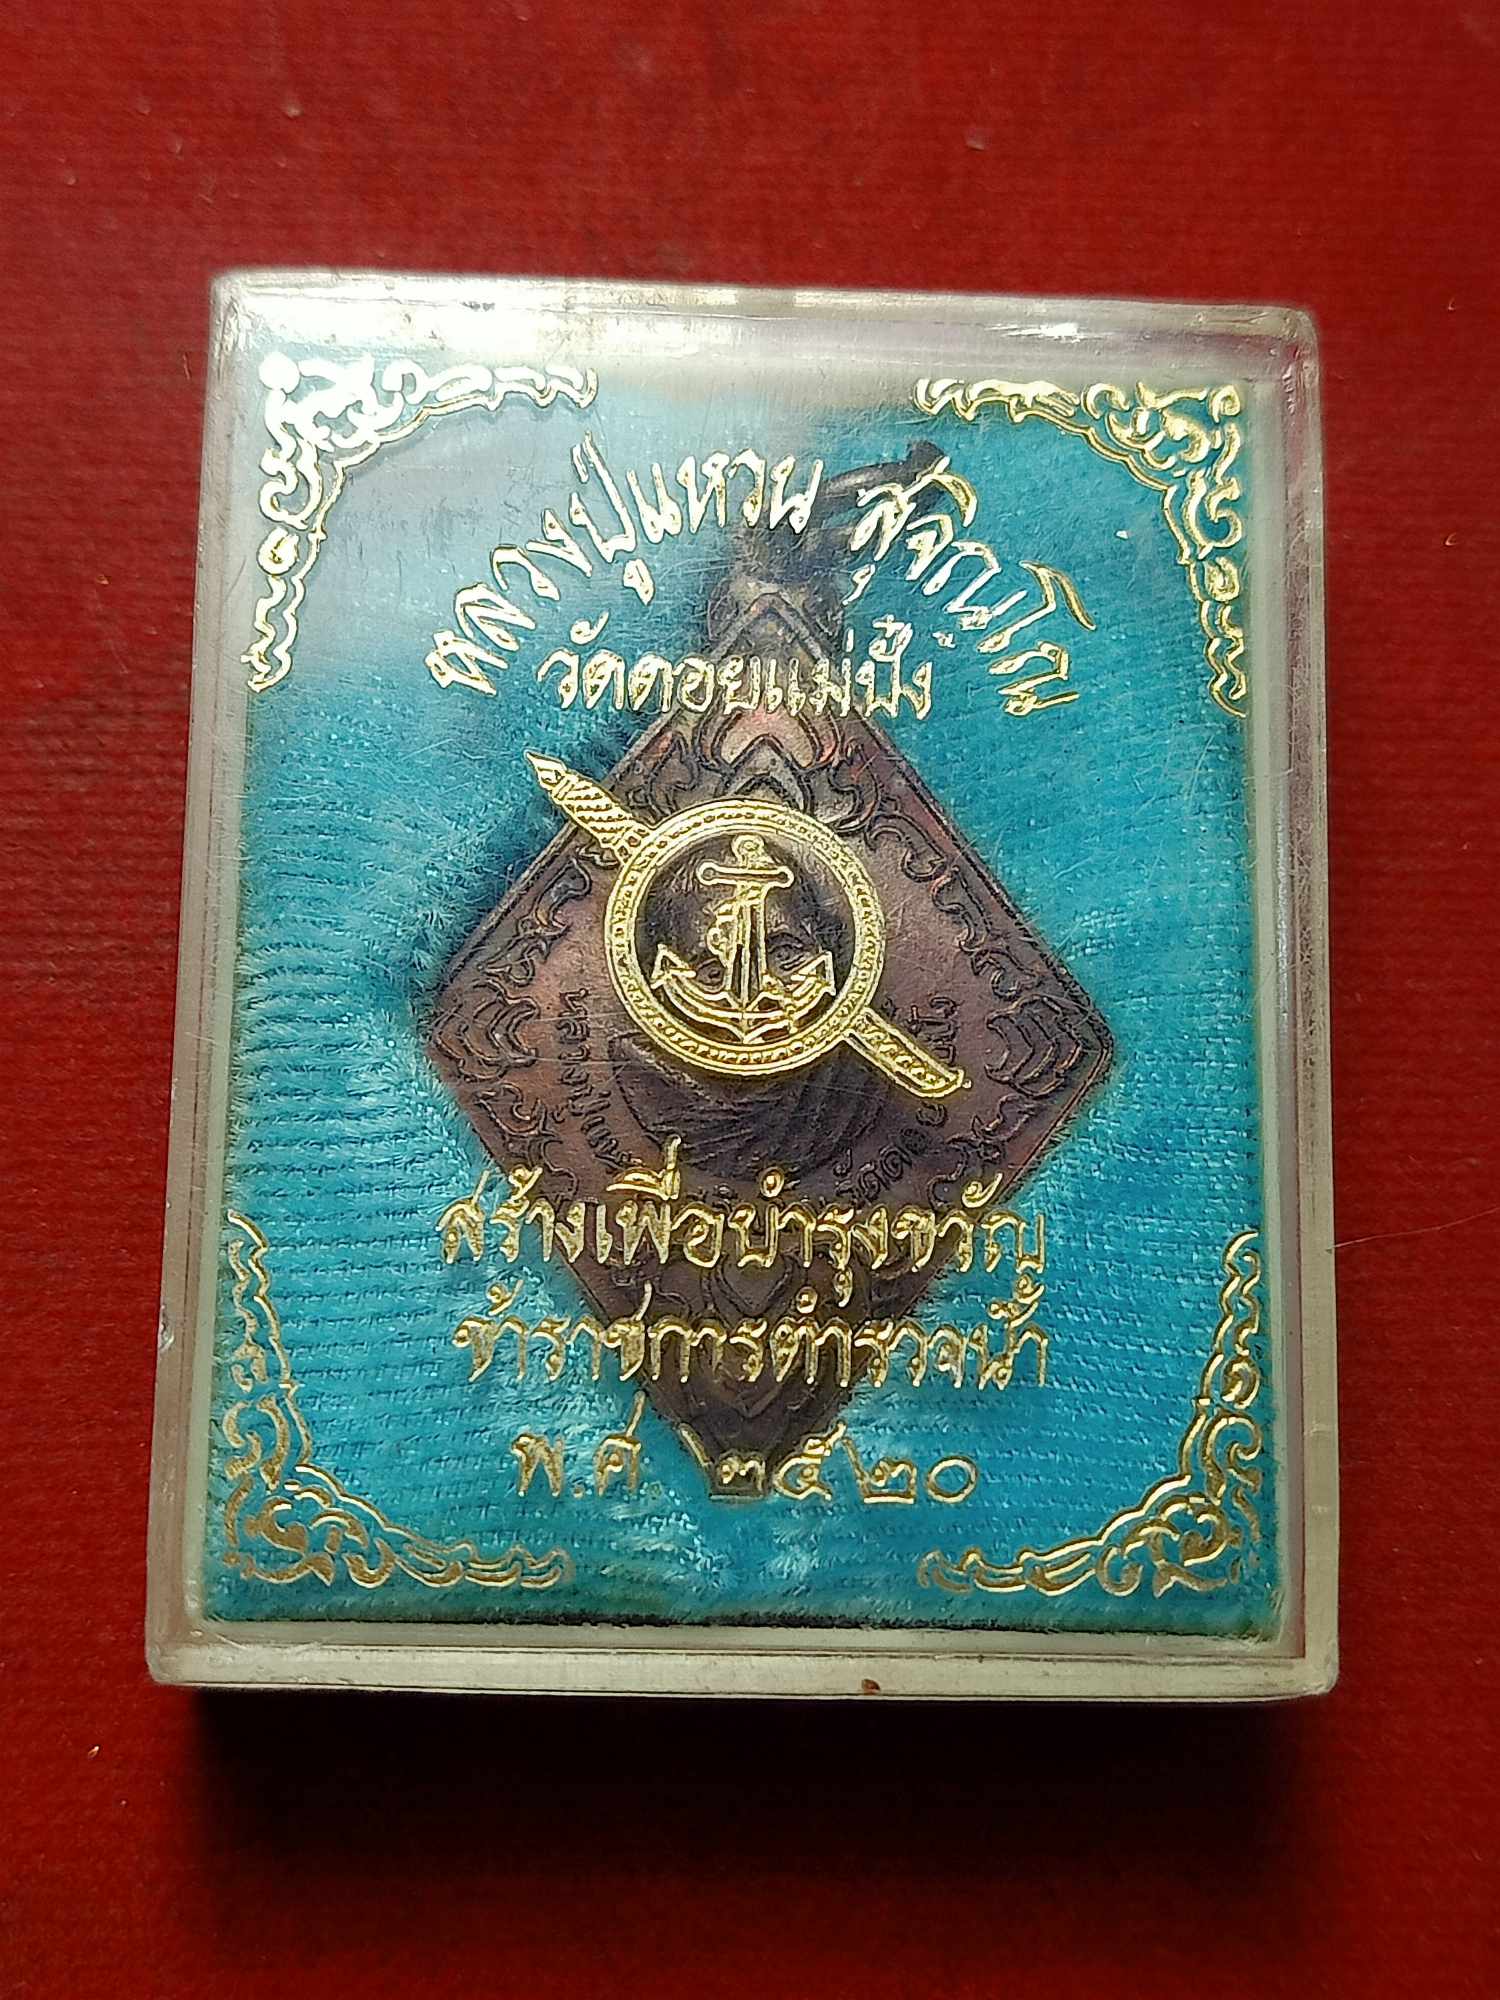 หลวงปู่แหวน สุจิณฺโณ
วัดดอยแม่ปั๋ง
สร้างเพื่อบำรุงขวัญ
ข้าราชการตำรวจน้ำ
พ.ศ. ๒๕๒๐